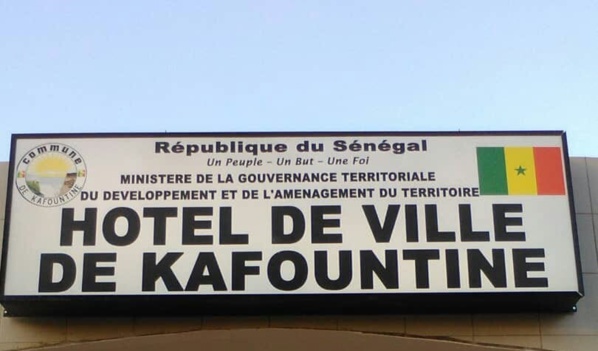 République du Sénégal
Un Peuple – Un But – Une Foi
MINISTERE DE LA GOUVERNANCE TERRITORIALE
DU DEVELOPPEMENT ET DE L'AMENAGEMENT DU TERRITOIRE
HOTEL DE VILLE
DE KAFOUNTINE
commune
DE KAFOUNTINE